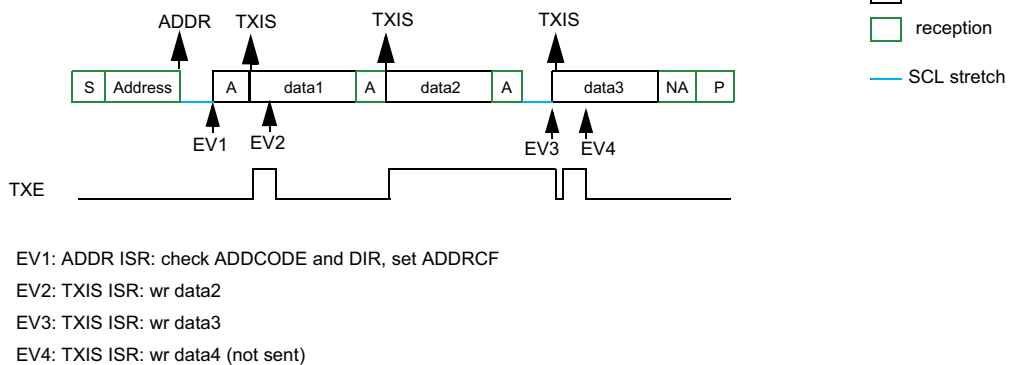 ADDR TXIS TXIS TXIS
reception
S Address A data1 A data2 A data3 NA P
SCL stretch
EV1 EV2 EV3 EV4
TXE
EV1: ADDR ISR: check ADDCODE and DIR, set ADDRCF
EV2: TXIS ISR: wr data2
EV3: TXIS ISR: wr data3
EV4: TXIS ISR: wr data4 (not sent)